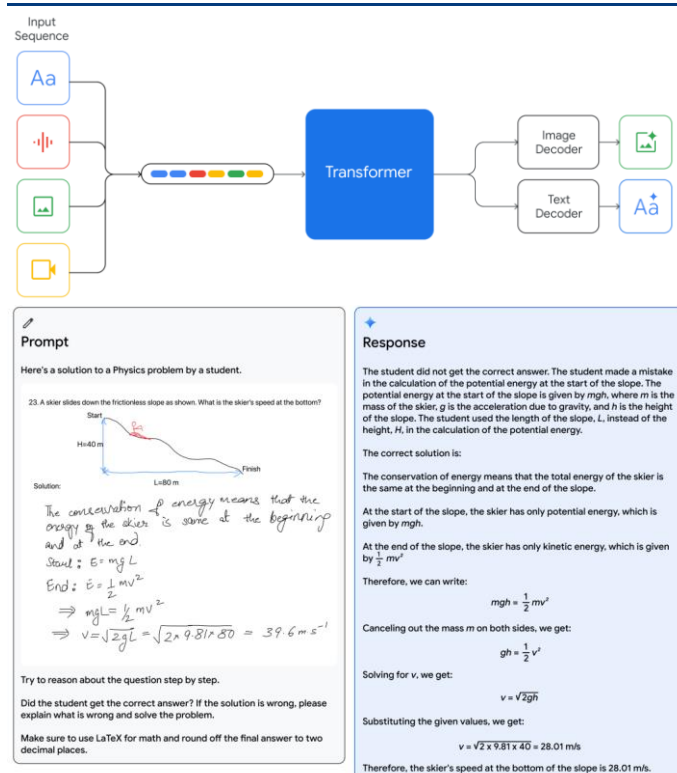 Input
Sequence
Aa
Transformer
Image
Decoder
Text
Decoder
Aa
Prompt
Here's a solution to a Physics problem by a student.
23. A skier slides down the frictionless slope as shown. What is the skier's speed at the bottom?
Start
H=40 m
Finish
L=80 m
Solution:
The conservation of energy means that the
energy of the skier is same at the beginning
and at the end.
Start : E = mgL
End : E = 1/2 mv²
⇒ mgL = 1/2 mv²
⇒ v = √2gL = √2×9.81×80 = 39.6 m s⁻¹
Try to reason about the question step by step.
Did the student get the correct answer? If the solution is wrong, please
explain what is wrong and solve the problem.
Make sure to use LaTeX for math and round off the final answer to two
decimal places.
Response
The student did not get the correct answer. The student made a mistake
in the calculation of the potential energy at the start of the slope. The
potential energy at the start of the slope is given by mgh, where m is the
mass of the skier, g is the acceleration due to gravity, and h is the height
of the slope. The student used the length of the slope, L, instead of the
height, H, in the calculation of the potential energy.
The correct solution is:
The conservation of energy means that the total energy of the skier is
the same at the beginning and at the end of the slope.
At the start of the slope, the skier has only potential energy, which is
given by mgh.
At the end of the slope, the skier has only kinetic energy, which is given
by 1/2 mv²
Therefore, we can write:
mgh = 1/2 mv²
Canceling out the mass m on both sides, we get:
gh = 1/2 v²
Solving for v, we get:
v = √2gh
Substituting the given values, we get:
v = √2 x 9.81 x 40 = 28.01 m/s
Therefore, the skier's speed at the bottom of the slope is 28.01 m/s.